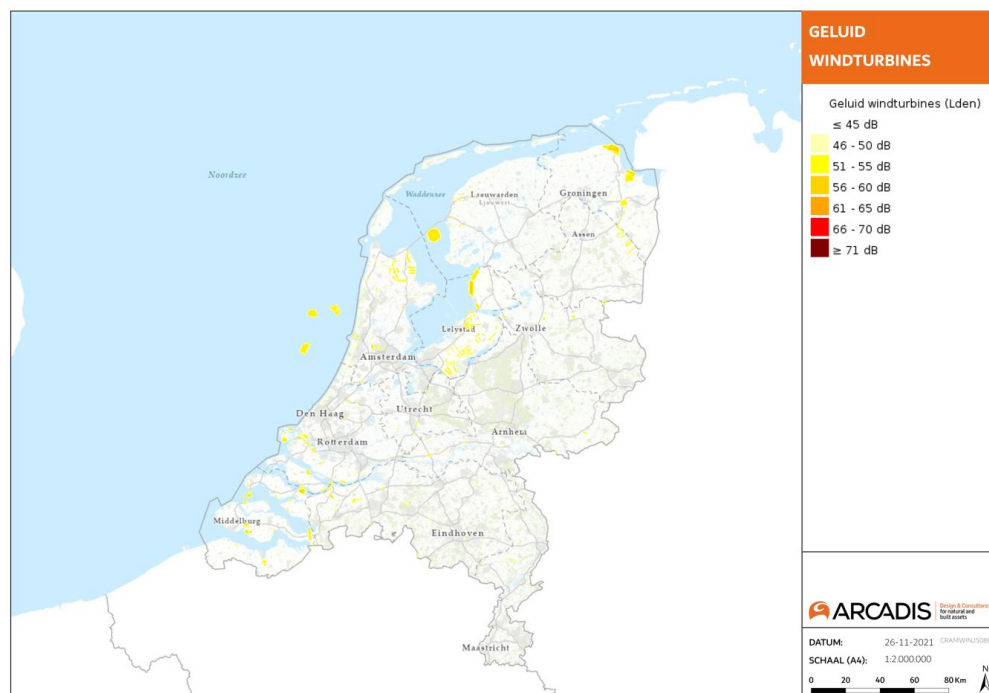 GELUID
WINDTURBINES
Geluid windturbines (Lden)
≤ 45 dB
46 - 50 dB
51 - 55 dB
56 - 60 dB
61 - 65 dB
66 - 70 dB
≥ 71 dB
Noordzee
Waddenzee
Leeuwarden
Ljouwert
Groningen
Assen
Lelystad
Zwolle
Amsterdam
Den Haag
Utrecht
Rotterdam
Arnhem
Middelburg
Eindhoven
Maastricht
ARCADIS
Design & Consultancy
for natural and
built assets
DATUM: 26-11-2021
SCHAAL (A4): 1:2.000.000
0 20 40 60 80 Km
N